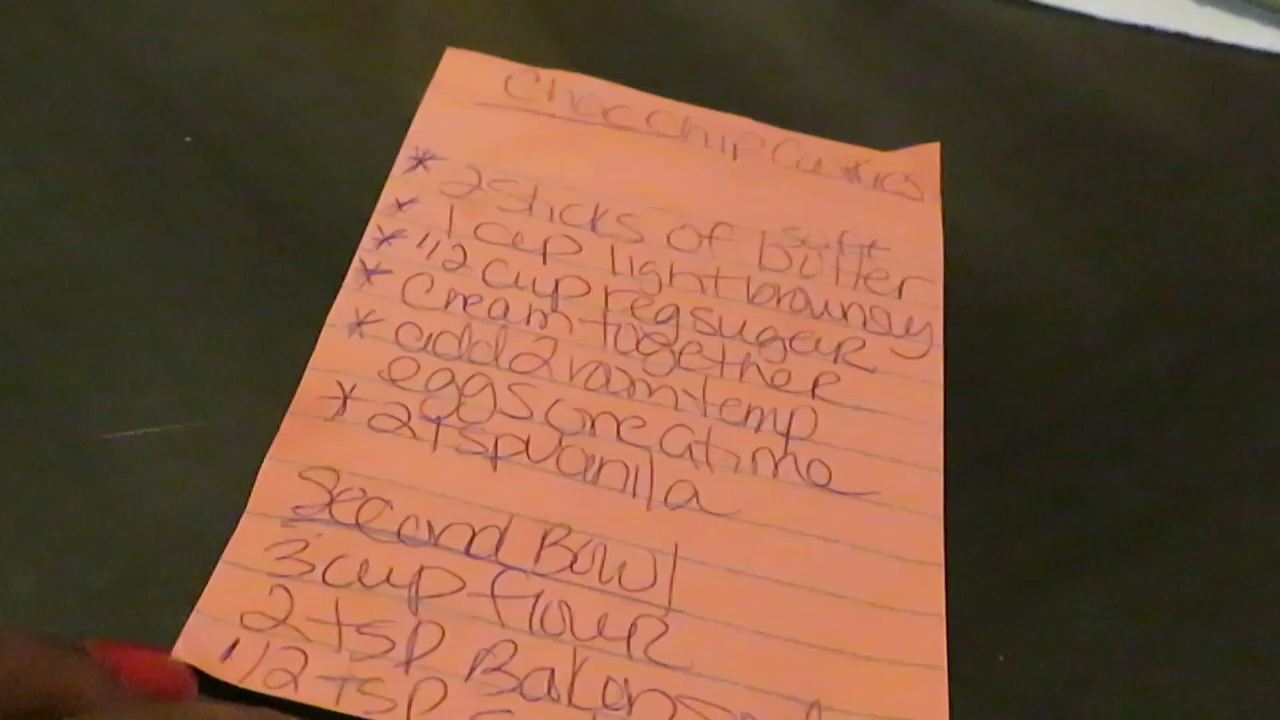 Choc Chip Cookies
* 2 Sticks of soft butter
* 1 cup light brown
* 1/2 cup reg sugar
* Cream together
* add 2 room temp
eggs one at time
* 2 tsp vanila
Second Bowl
3 cup flour
2 tsp
1/2 tsp